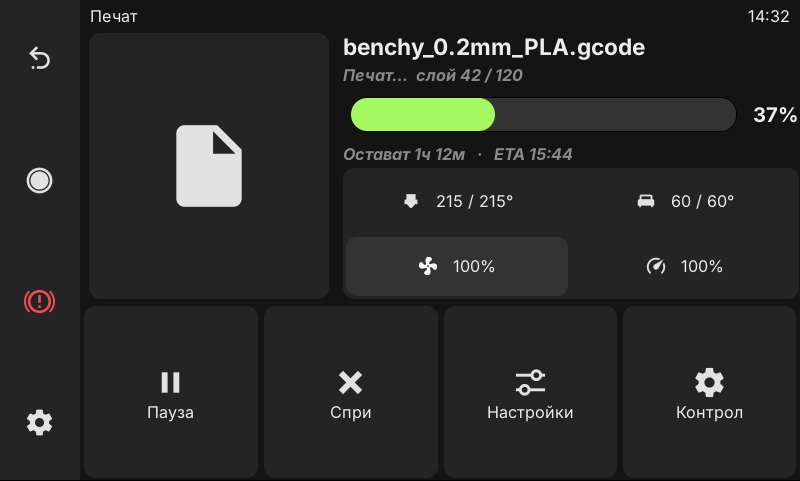 Печат 14:32
benchy_0.2mm_PLA.gcode
Печат... слой 42 / 120
37%
Остават 1ч 12м · ETA 15:44
215 / 215° 60 / 60°
100% 100%
Пауза Спри Настройки Контрол